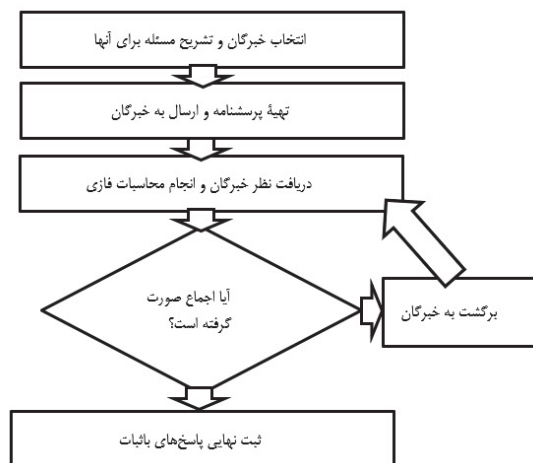 انتخاب خبرگان و تشریح مسئله برای آنها
تهیۀ پرسشنامه و ارسال به خبرگان
دریافت نظر خبرگان و انجام محاسبات فازی
آیا اجماع صورت
گرفته است؟
برگشت به خبرگان
ثبت نهایی پاسخ‌های باثبات